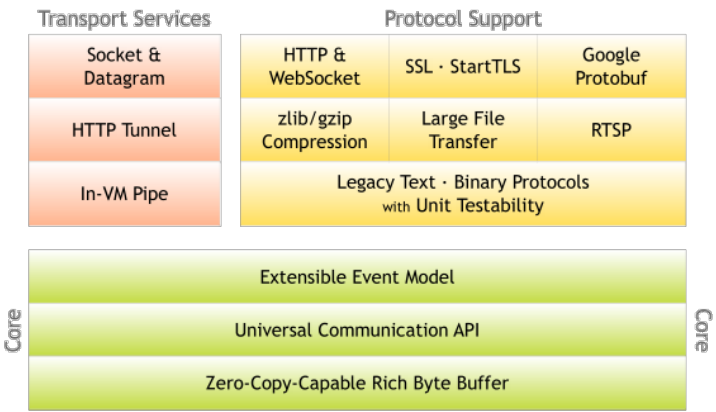 Transport Services
Protocol Support
Socket &
Datagram
HTTP Tunnel
In-VM Pipe
HTTP &
WebSocket
SSL · StartTLS
Google
Protobuf
zlib/gzip
Compression
Large File
Transfer
RTSP
Legacy Text · Binary Protocols
with Unit Testability
Core
Extensible Event Model
Universal Communication API
Zero-Copy-Capable Rich Byte Buffer
Core